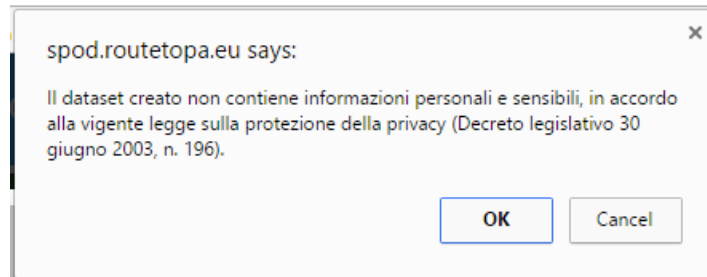 spod.routetopa.eu says:
Il dataset creato non contiene informazioni personali e sensibili, in accordo
alla vigente legge sulla protezione della privacy (Decreto legislativo 30
giugno 2003, n. 196).
OK Cancel